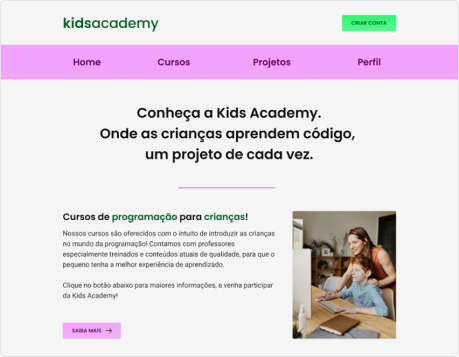 kidsacademy
CRIAR CONTA
Home Cursos Projetos Perfil
Conheça a Kids Academy.
Onde as crianças aprendem código,
um projeto de cada vez.
Cursos de programação para crianças!
Nossos cursos são oferecidos com o intuito de introduzir as crianças
no mundo da programação! Contamos com professores
especialmente treinados e conteúdos atuais de qualidade, para que o
pequeno tenha a melhor experiência de aprendizado.
Clique no botão abaixo para maiores informações, e venha participar
da Kids Academy!
SAIBA MAIS →